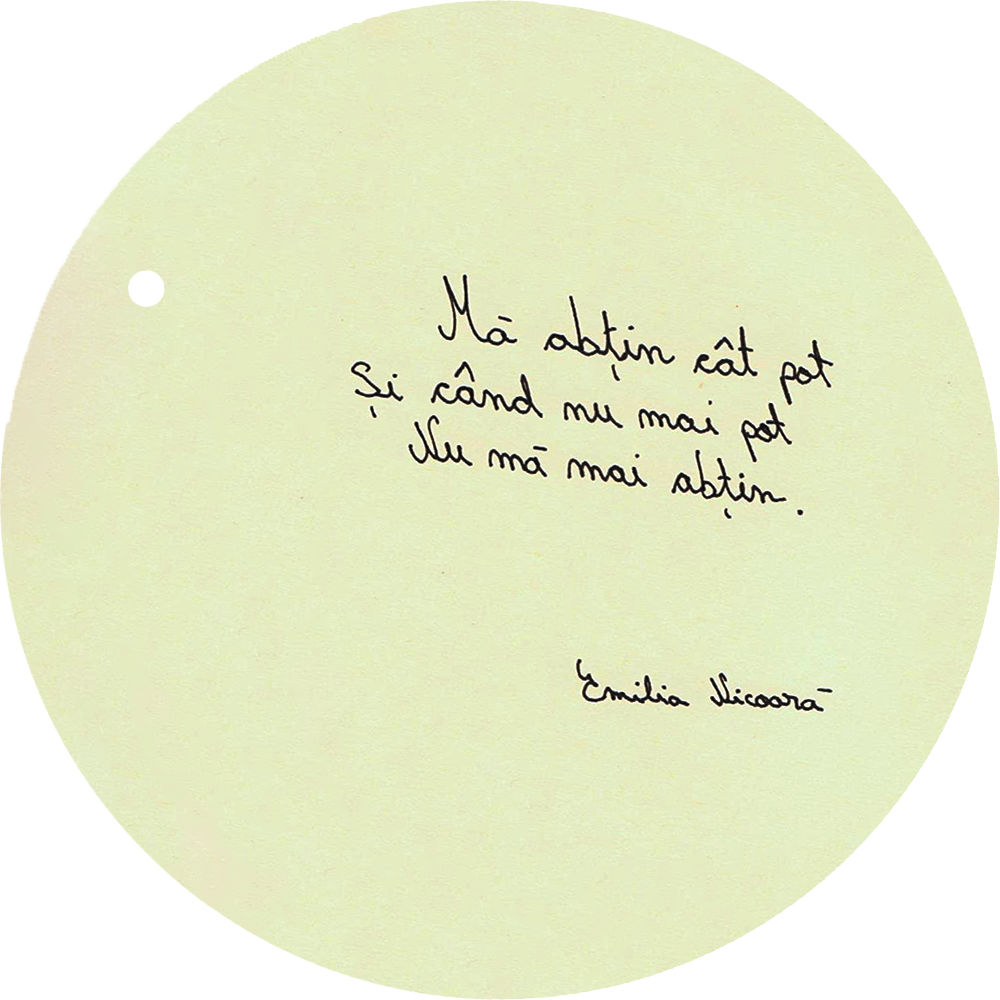 Mă abțin cât pot
Și când nu mai pot
Nu mă mai abțin.
Emilia Nicoară